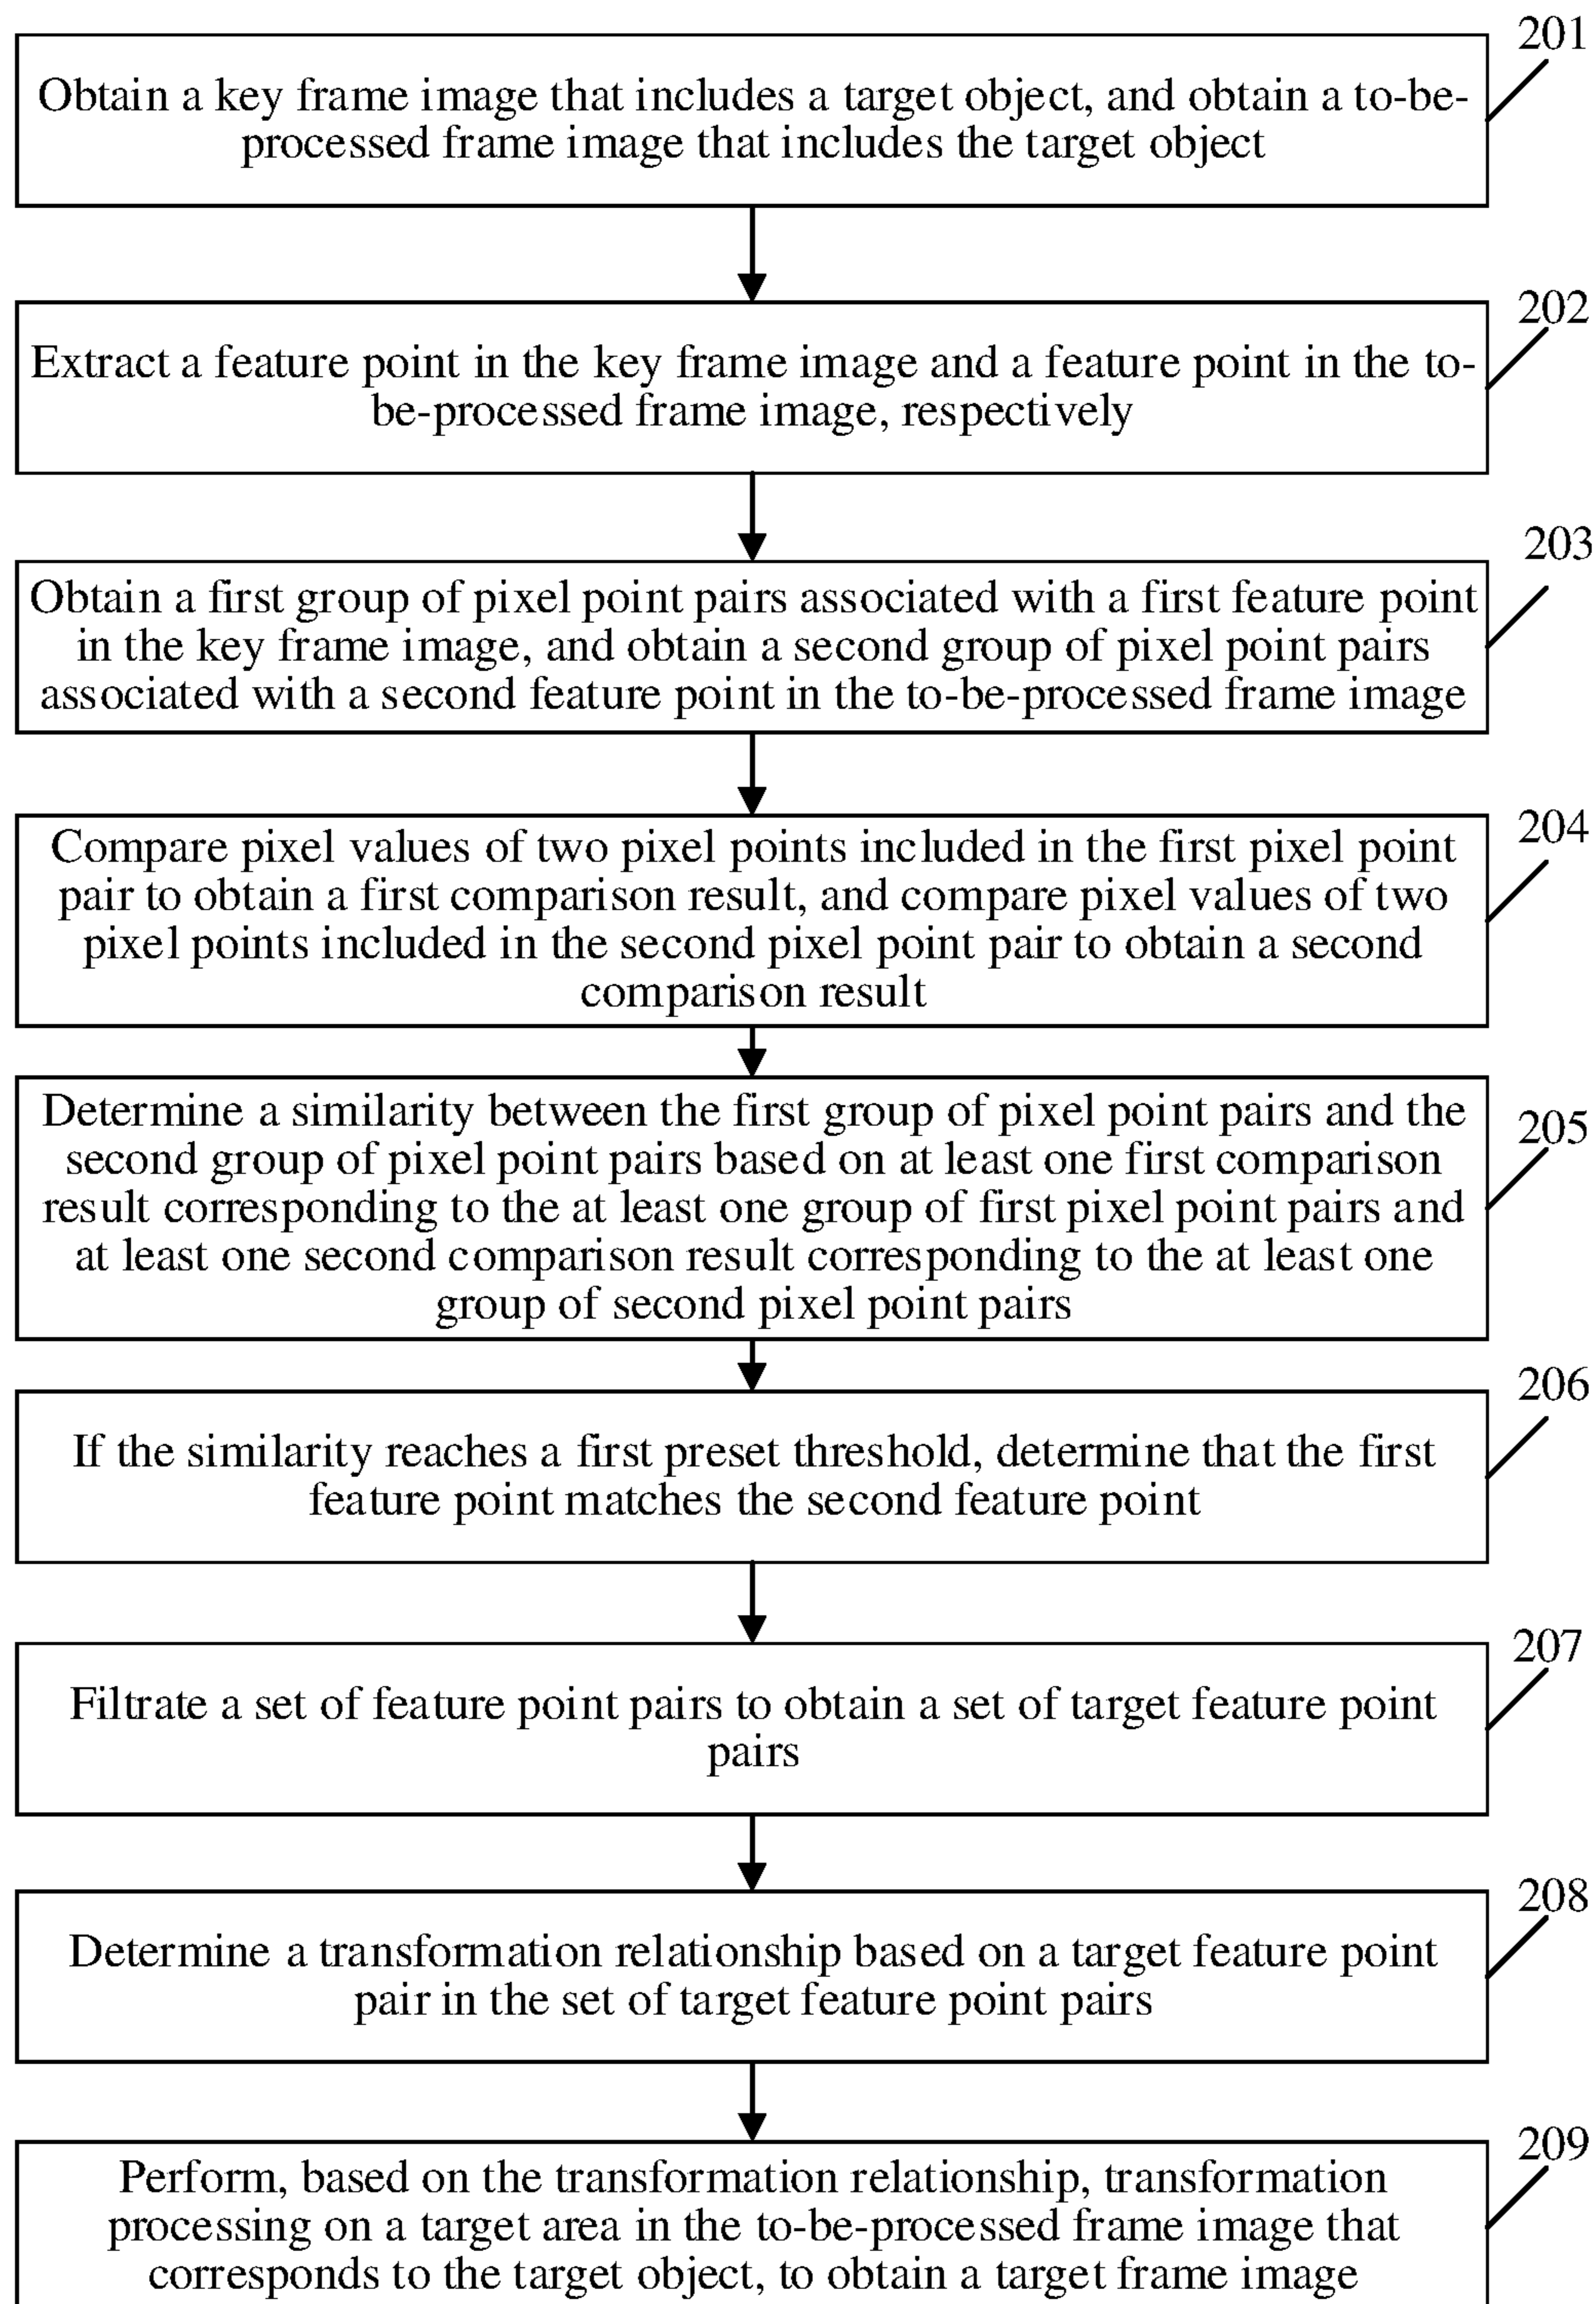 201
Obtain a key frame image that includes a target object, and obtain a to-be-
processed frame image that includes the target object
202
Extract a feature point in the key frame image and a feature point in the to-
be-processed frame image, respectively
203
Obtain a first group of pixel point pairs associated with a first feature point
in the key frame image, and obtain a second group of pixel point pairs
associated with a second feature point in the to-be-processed frame image
204
Compare pixel values of two pixel points included in the first pixel point
pair to obtain a first comparison result, and compare pixel values of two
pixel points included in the second pixel point pair to obtain a second
comparison result
205
Determine a similarity between the first group of pixel point pairs and the
second group of pixel point pairs based on at least one first comparison
result corresponding to the at least one group of first pixel point pairs and
at least one second comparison result corresponding to the at least one
group of second pixel point pairs
206
If the similarity reaches a first preset threshold, determine that the first
feature point matches the second feature point
207
Filtrate a set of feature point pairs to obtain a set of target feature point
pairs
208
Determine a transformation relationship based on a target feature point
pair in the set of target feature point pairs
209
Perform, based on the transformation relationship, transformation
processing on a target area in the to-be-processed frame image that
corresponds to the target object, to obtain a target frame image